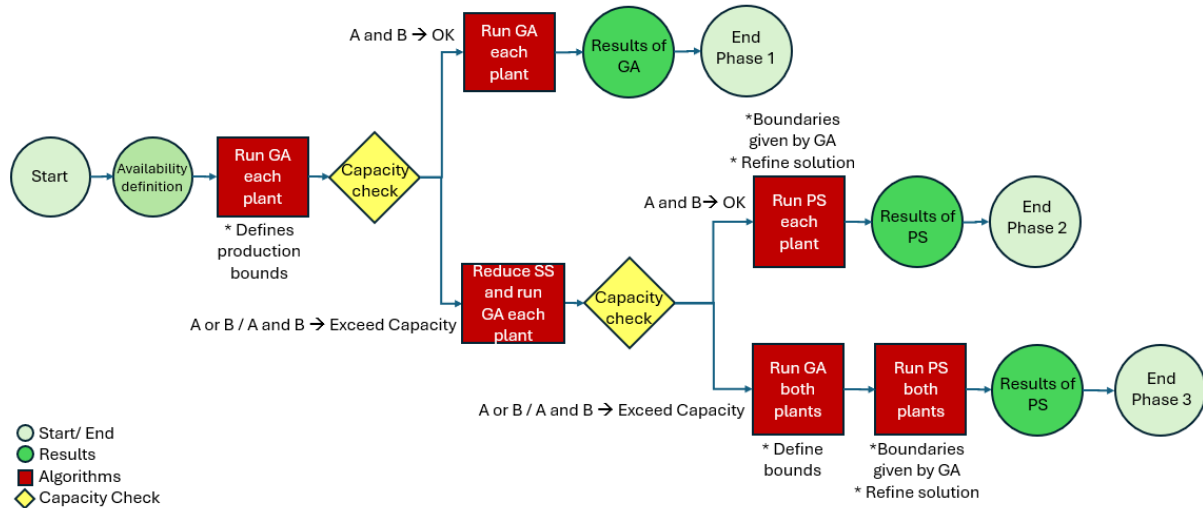 A and B → OK
Run GA
each
plant
Results of
GA
End
Phase 1
Start
Availability
definition
Run GA
each
plant
* Defines
production
bounds
Capacity
check
*Boundaries
given by GA
* Refine solution
A and B→ OK
Run PS
each
plant
Results of
PS
End
Phase 2
A or B / A and B → Exceed Capacity
Reduce SS
and run
GA each
plant
Capacity
check
A or B / A and B → Exceed Capacity
Run GA
both
plants
* Define
bounds
Run PS
both
plants
*Boundaries
given by GA
* Refine solution
Results of
PS
End
Phase 3
Start/ End
Results
Algorithms
Capacity Check